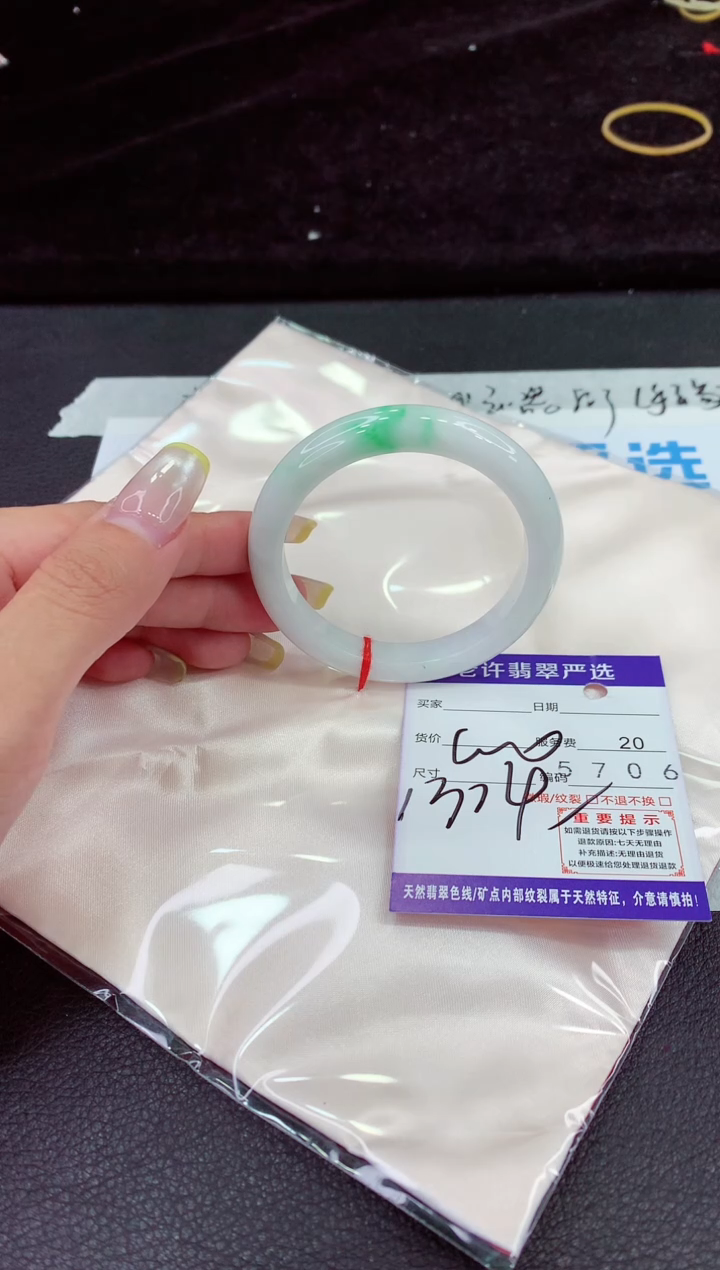 选
老许翡翠严选
买家 日期
货价 服务费 20
尺寸 编码 5706
1374
瑕/纹裂 □不退不换 □
重要提示
如需退货请按以下步骤操作
退款原因:七天无理由
补充描述:无理由退货
以便极速给您处理退货退款
天然翡翠色线/矿点内部纹裂属于天然特征，介意请慎拍!